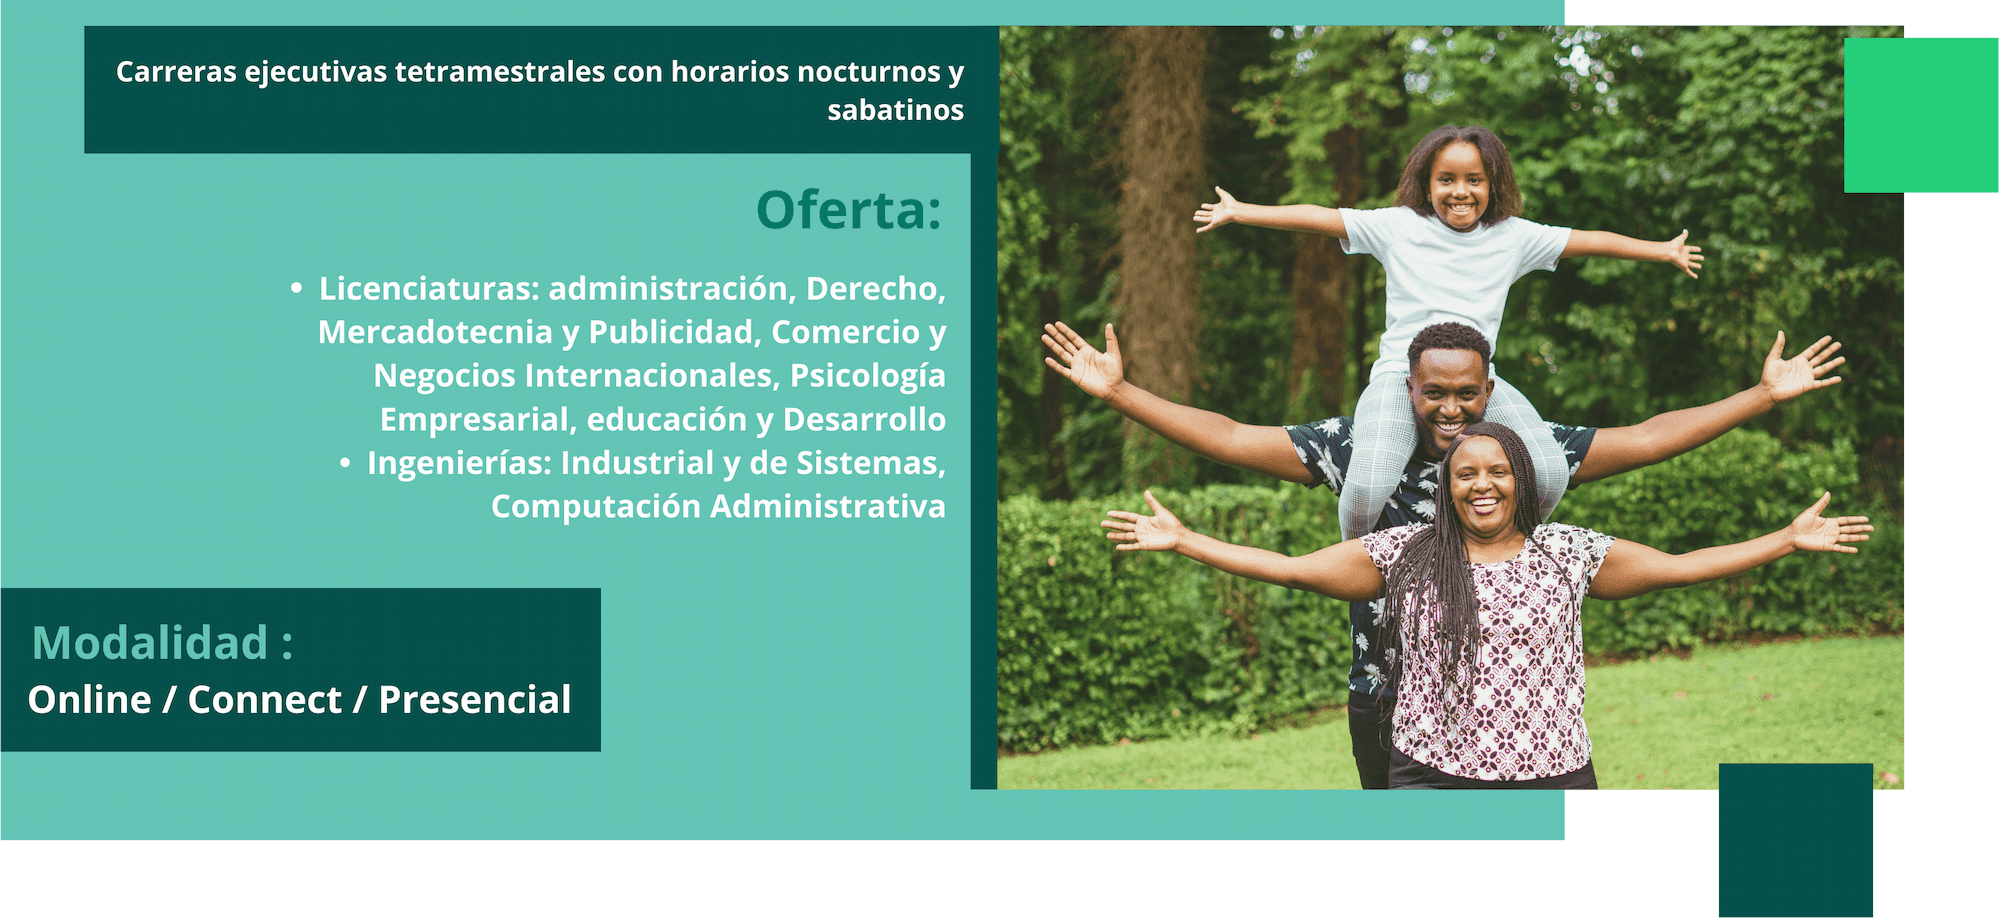 Carreras ejecutivas tetramestrales con horarios nocturnos y
sabatinos
Oferta:
• Licenciaturas: administración, Derecho,
Mercadotecnia y Publicidad, Comercio y
Negocios Internacionales, Psicología
Empresarial, educación y Desarrollo
• Ingenierías: Industrial y de Sistemas,
Computación Administrativa
Modalidad :
Online / Connect / Presencial